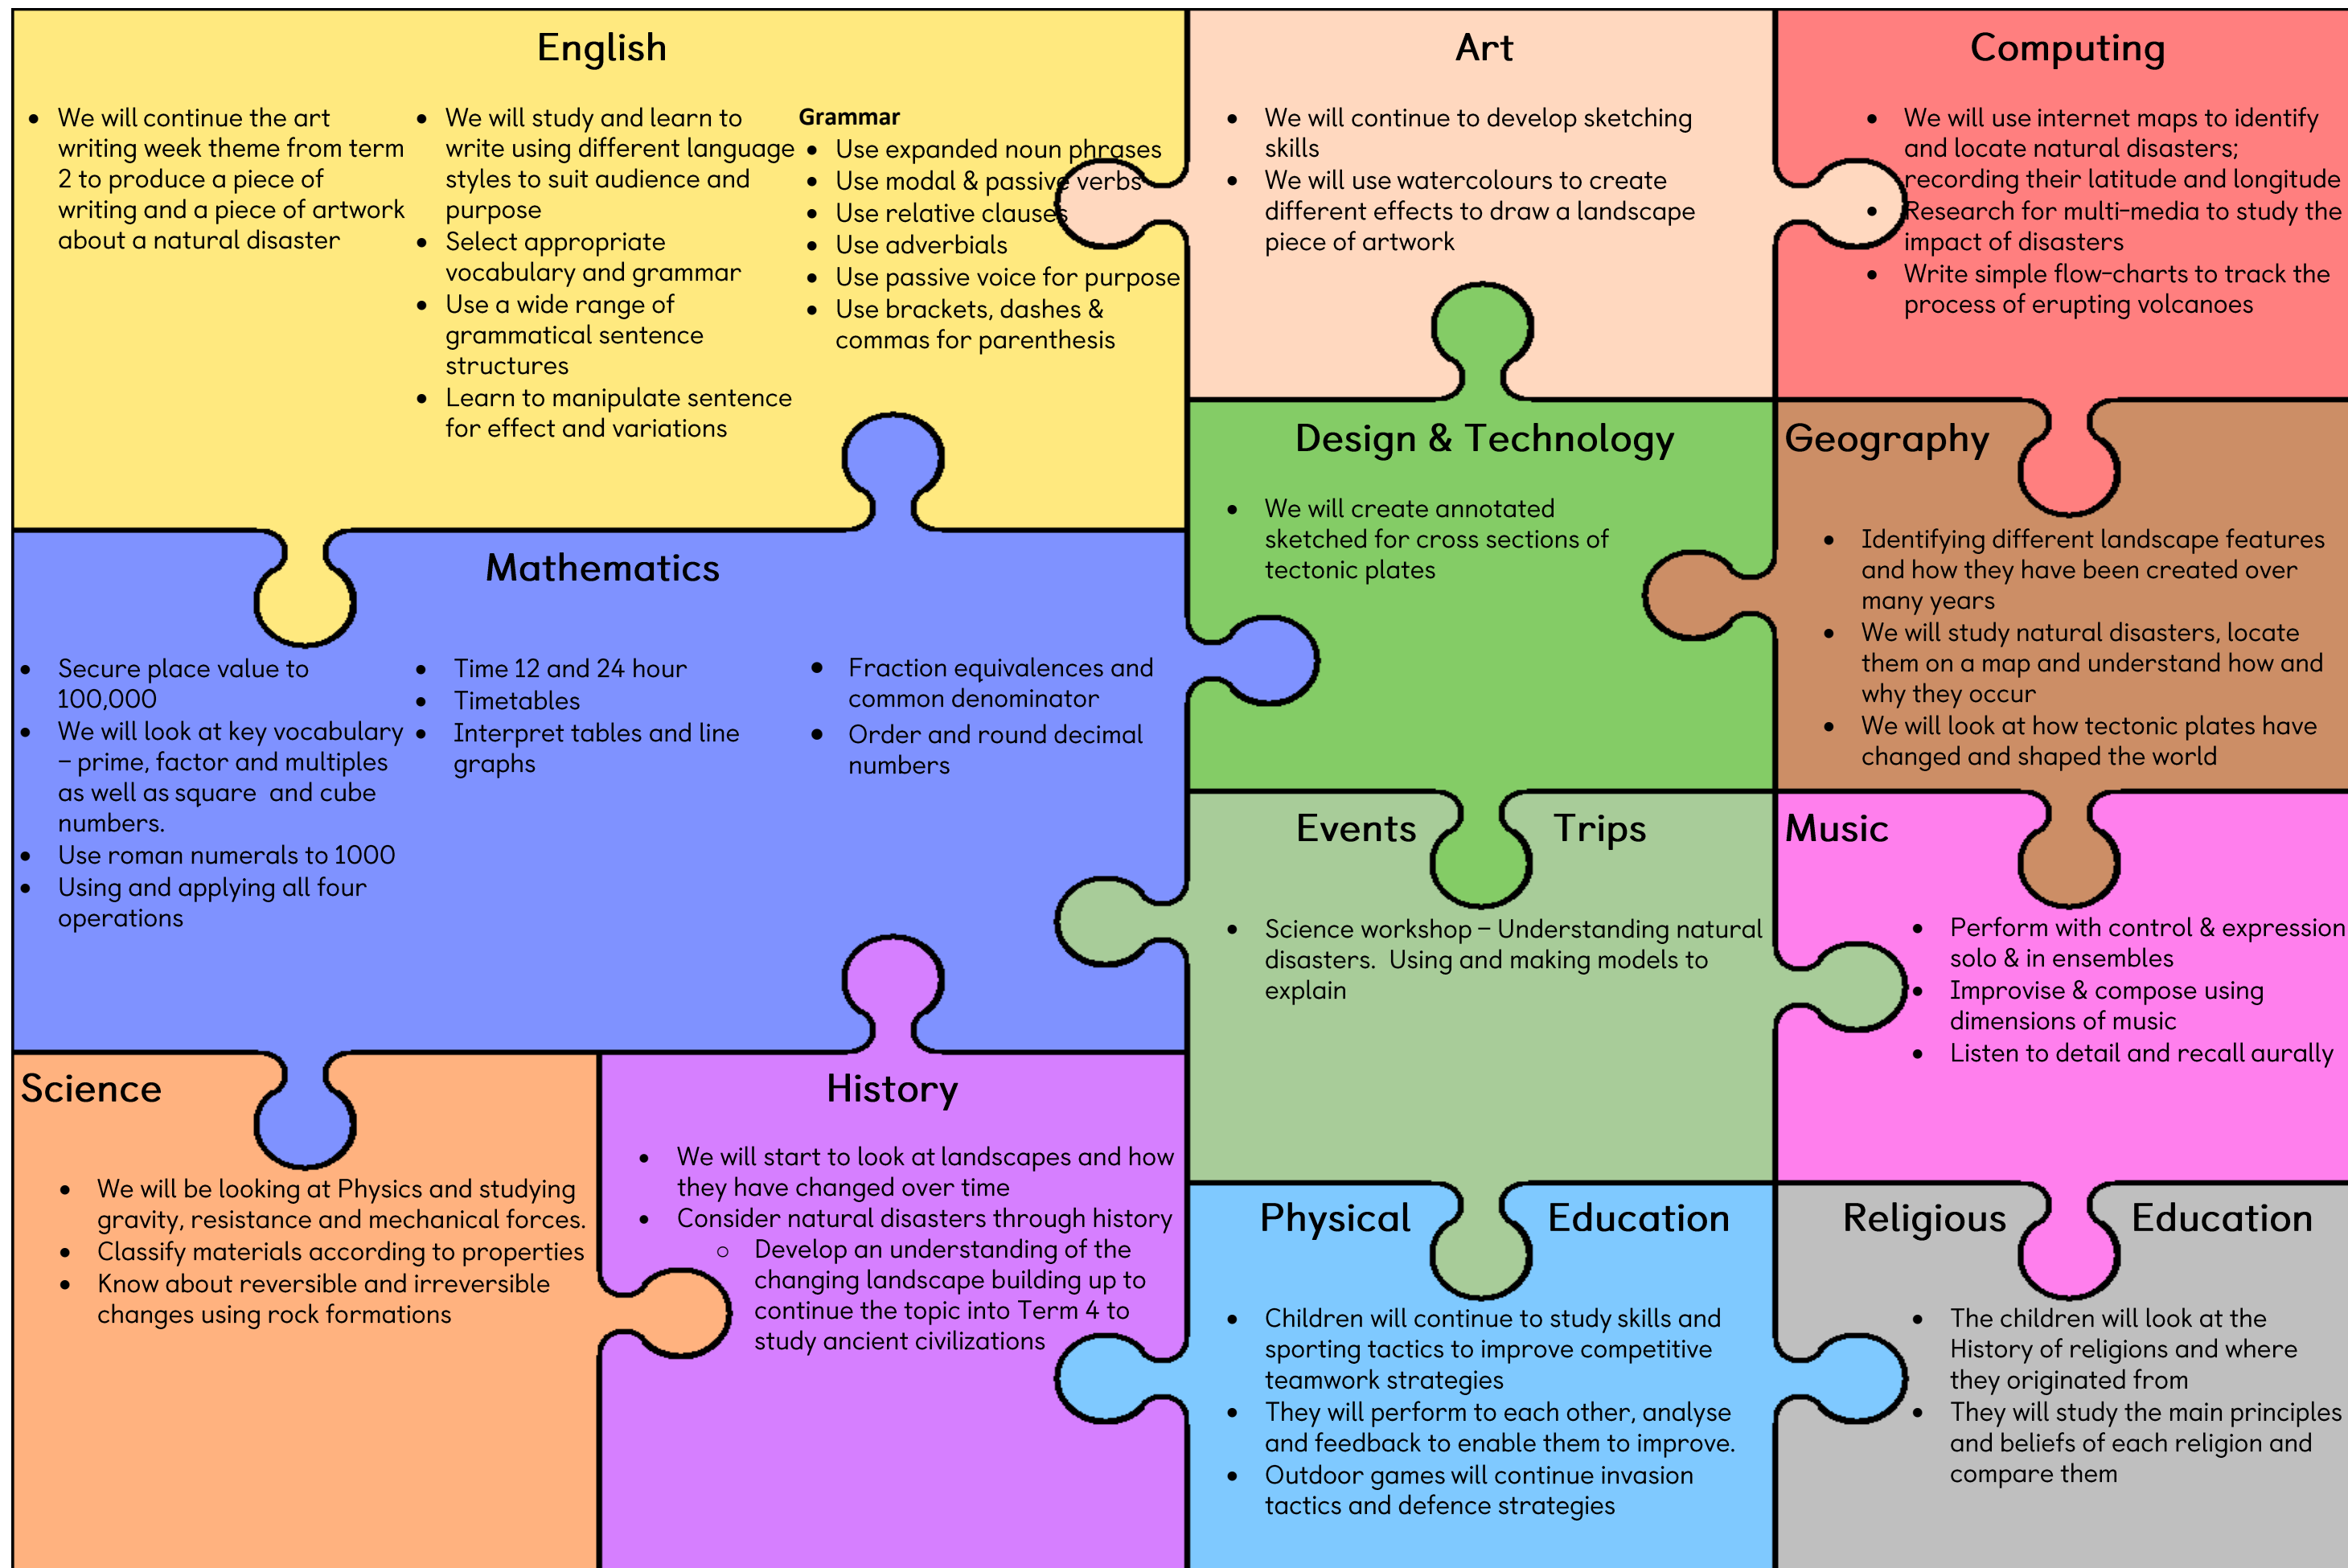 English
We will continue the art
writing week theme from term
2 to produce a piece of
writing and a piece of artwork
about a natural disaster
We will study and learn to
write using different language
styles to suit audience and
purpose
Select appropriate
vocabulary and grammar
Use a wide range of
grammatical sentence
structures
Learn to manipulate sentence
for effect and variations
Grammar
Use expanded noun phrases
Use modal & passive verbs
Use relative clauses
Use adverbials
Use passive voice for purpose
Use brackets, dashes &
commas for parenthesis
Art
We will continue to develop sketching
skills
We will use watercolours to create
different effects to draw a landscape
piece of artwork
Computing
We will use internet maps to identify
and locate natural disasters;
recording their latitude and longitude
Research for multi-media to study the
impact of disasters
Write simple flow-charts to track the
process of erupting volcanoes
Mathematics
Secure place value to
100,000
We will look at key vocabulary
– prime, factor and multiples
as well as square  and cube
numbers.
Use roman numerals to 1000
Using and applying all four
operations
Time 12 and 24 hour
Timetables
Interpret tables and line
graphs
Fraction equivalences and
common denominator
Order and round decimal
numbers
Design & Technology
We will create annotated
sketched for cross sections of
tectonic plates
Geography
Identifying different landscape features
and how they have been created over
many years
We will study natural disasters, locate
them on a map and understand how and
why they occur
We will look at how tectonic plates have
changed and shaped the world
Events Trips
Science workshop – Understanding natural
disasters.  Using and making models to
explain
Music
Perform with control & expression
solo & in ensembles
Improvise & compose using
dimensions of music
Listen to detail and recall aurally
Science
We will be looking at Physics and studying
gravity, resistance and mechanical forces.
Classify materials according to properties
Know about reversible and irreversible
changes using rock formations
History
We will start to look at landscapes and how
they have changed over time
Consider natural disasters through history
Develop an understanding of the
changing landscape building up to
continue the topic into Term 4 to
study ancient civilizations
Physical Education
Children will continue to study skills and
sporting tactics to improve competitive
teamwork strategies
They will perform to each other, analyse
and feedback to enable them to improve.
Outdoor games will continue invasion
tactics and defence strategies
Religious Education
The children will look at the
History of religions and where
they originated from
They will study the main principles
and beliefs of each religion and
compare them